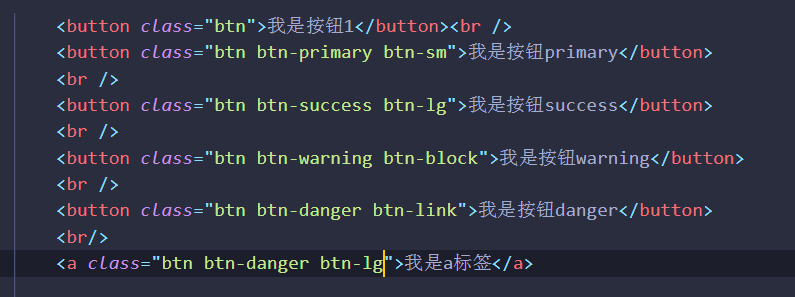 <button class="btn">我是按钮1</button><br />
<button class="btn btn-primary btn-sm">我是按钮primary</button>
<br />
<button class="btn btn-success btn-lg">我是按钮success</button>
<br />
<button class="btn btn-warning btn-block">我是按钮warning</button>
<br />
<button class="btn btn-danger btn-link">我是按钮danger</button>
<br/>
<a class="btn btn-danger btn-lg">我是a标签</a>